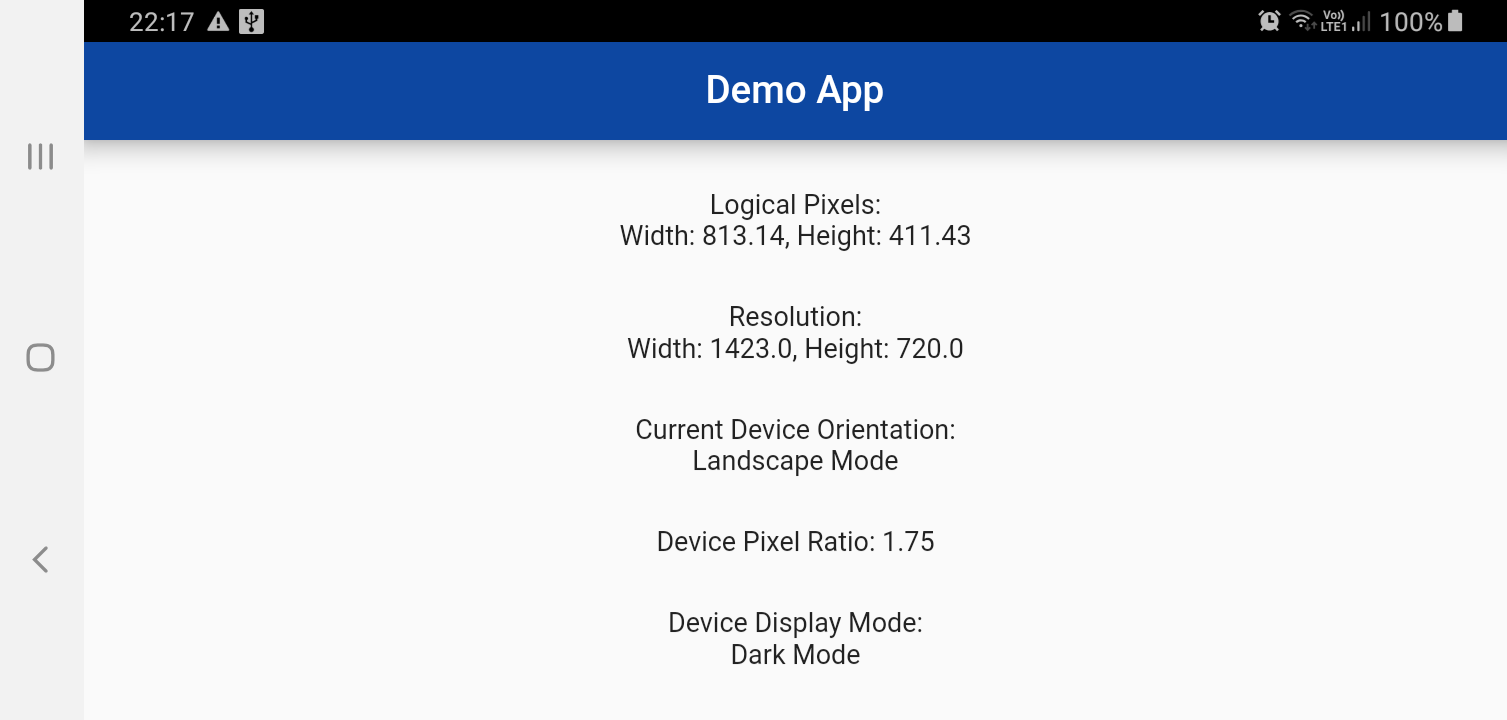 22:17
Vo)) LTE1 100%
Demo App
Logical Pixels:
Width: 813.14, Height: 411.43
Resolution:
Width: 1423.0, Height: 720.0
Current Device Orientation:
Landscape Mode
Device Pixel Ratio: 1.75
Device Display Mode:
Dark Mode